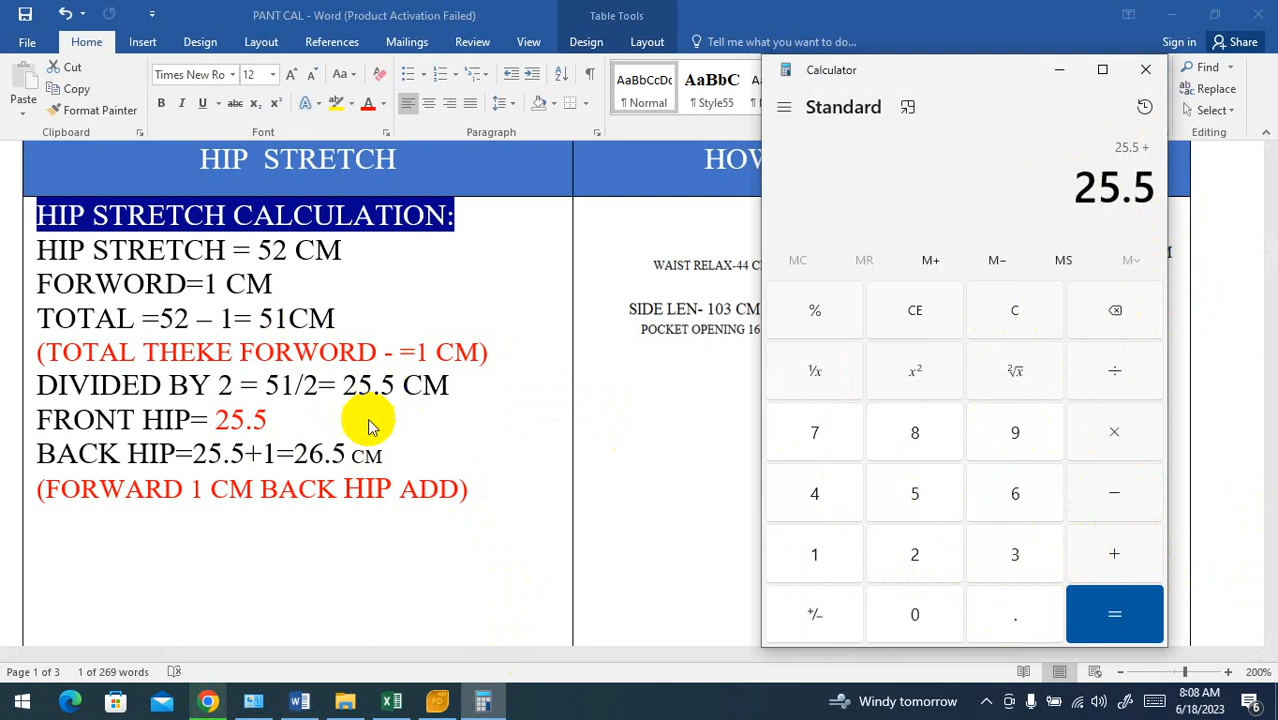 PANT CAL - Word (Product Activation Failed)
Table Tools
File
Home
Insert
Design
Layout
References
Mailings
Review
View
Design
Layout
Tell me what you want to do...
Sign in
Share
Paste
Cut
Copy
Format Painter
Clipboard
Times New Ro
12
Font
Paragraph
AaBbCcDc
¶ Normal
AaBbC
¶ Style55
Find
Replace
Select
Editing
HIP STRETCH
HOW
HIP STRETCH CALCULATION:
HIP STRETCH = 52 CM
FORWORD=1 CM
TOTAL =52 – 1= 51CM
(TOTAL THEKE FORWORD - =1 CM)
DIVIDED BY 2 = 51/2= 25.5 CM
FRONT HIP= 25.5
BACK HIP=25.5+1=26.5 CM
(FORWARD 1 CM BACK HIP ADD)
WAIST RELAX-44 C
SIDE LEN- 103 CM
POCKET OPENING 16
Calculator
Standard
25.5 +
25.5
MC
MR
M+
M−
MS
M
%
CE
C
¹/x
x²
²√x
÷
7
8
9
×
4
5
6
−
1
2
3
+
+/−
0
.
=
Page 1 of 3
1 of 269 words
200%
Windy tomorrow
8:08 AM
6/18/2023
6